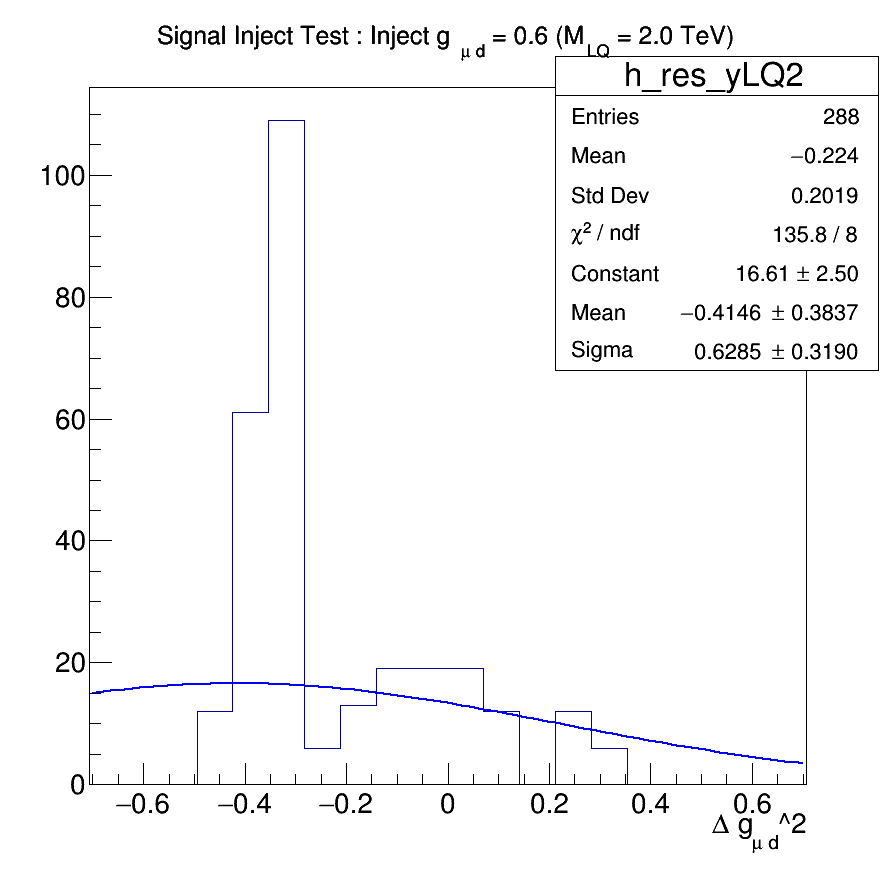 Signal Inject Test : Inject g μ d = 0.6 (M LQ = 2.0 TeV)
h_res_yLQ2
Entries 288
Mean −0.224
Std Dev 0.2019
χ2 / ndf 135.8 / 8
Constant 16.61 ± 2.50
Mean −0.4146 ± 0.3837
Sigma 0.6285 ± 0.3190
100
80
60
40
20
0
−0.6 −0.4 −0.2 0 0.2 0.4 0.6
Δ g μ d ^2